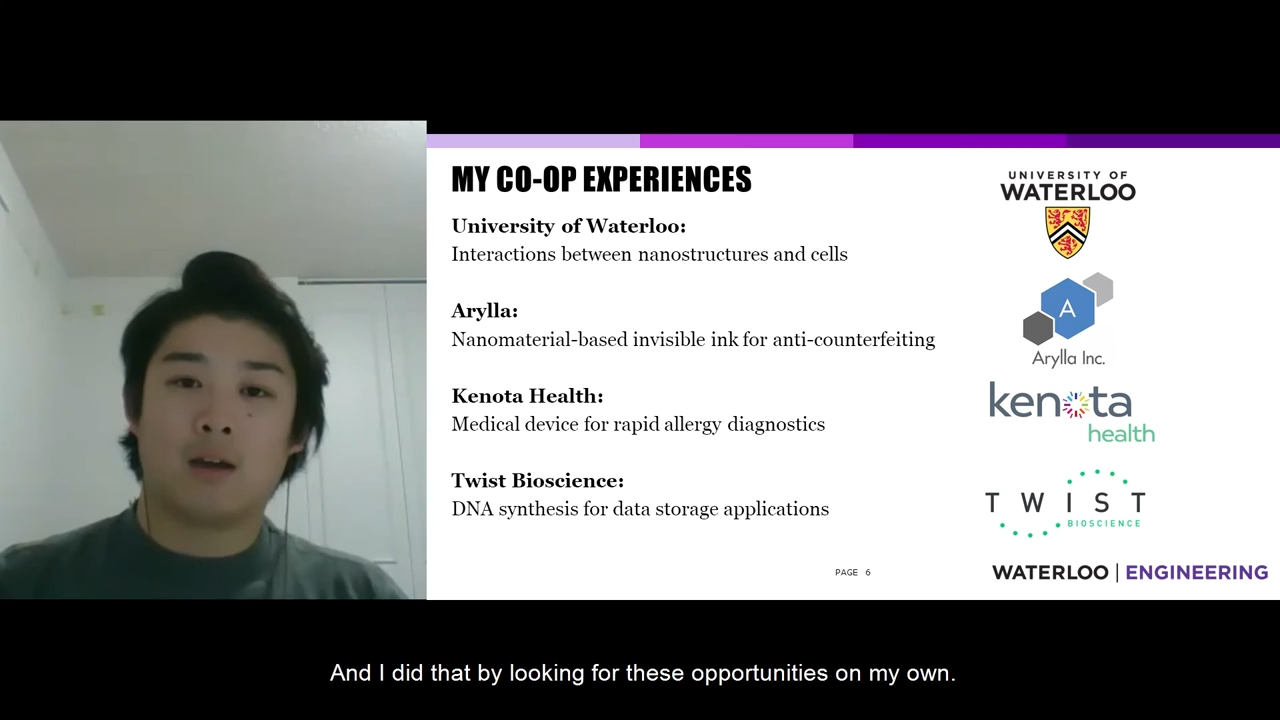 MY CO-OP EXPERIENCES
University of Waterloo:
Interactions between nanostructures and cells
Arylla:
Nanomaterial-based invisible ink for anti-counterfeiting
Kenota Health:
Medical device for rapid allergy diagnostics
Twist Bioscience:
DNA synthesis for data storage applications
UNIVERSITY OF
WATERLOO
A
Arylla Inc.
kenota
health
TWIST
BIOSCIENCE
PAGE 6
WATERLOO | ENGINEERING
And I did that by looking for these opportunities on my own.